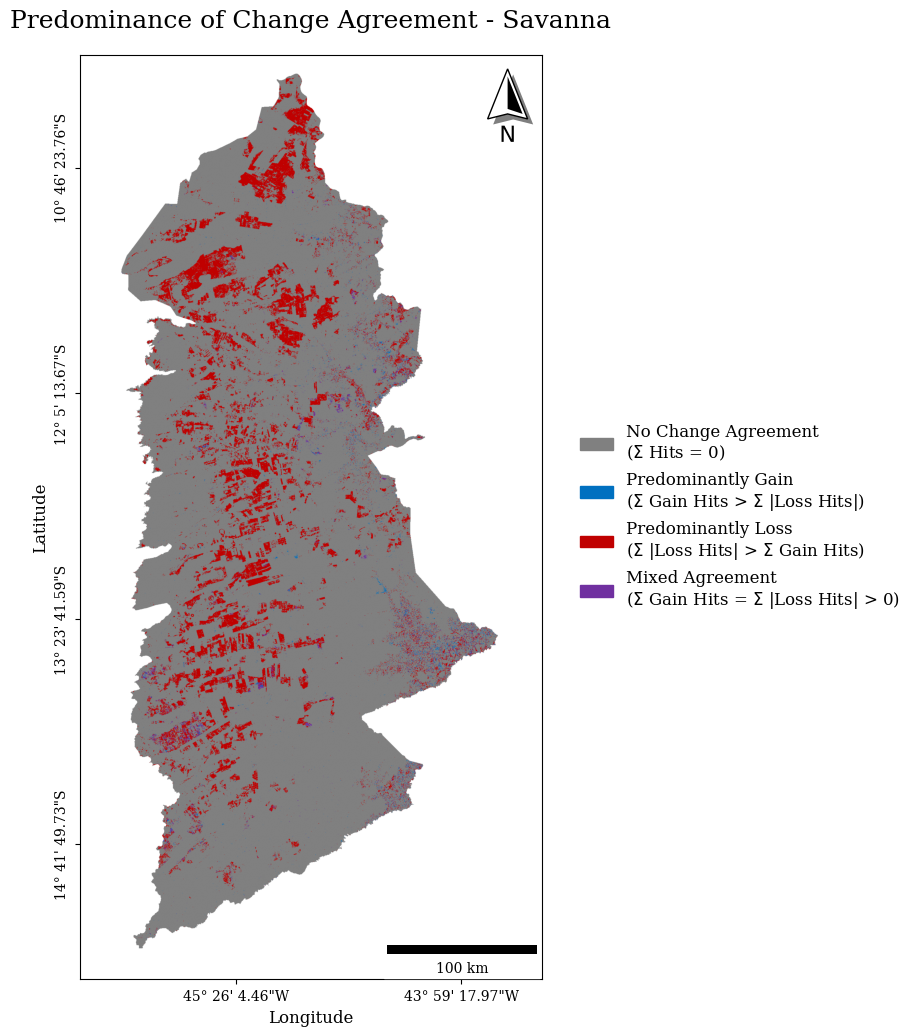 Predominance of Change Agreement - Savanna
N
10° 46' 23.76"S
12° 5' 13.67"S
13° 23' 41.59"S
14° 41' 49.73"S
Latitude
No Change Agreement
(Σ Hits = 0)
Predominantly Gain
(Σ Gain Hits > Σ |Loss Hits|)
Predominantly Loss
(Σ |Loss Hits| > Σ Gain Hits)
Mixed Agreement
(Σ Gain Hits = Σ |Loss Hits| > 0)
100 km
45° 26' 4.46"W
43° 59' 17.97"W
Longitude